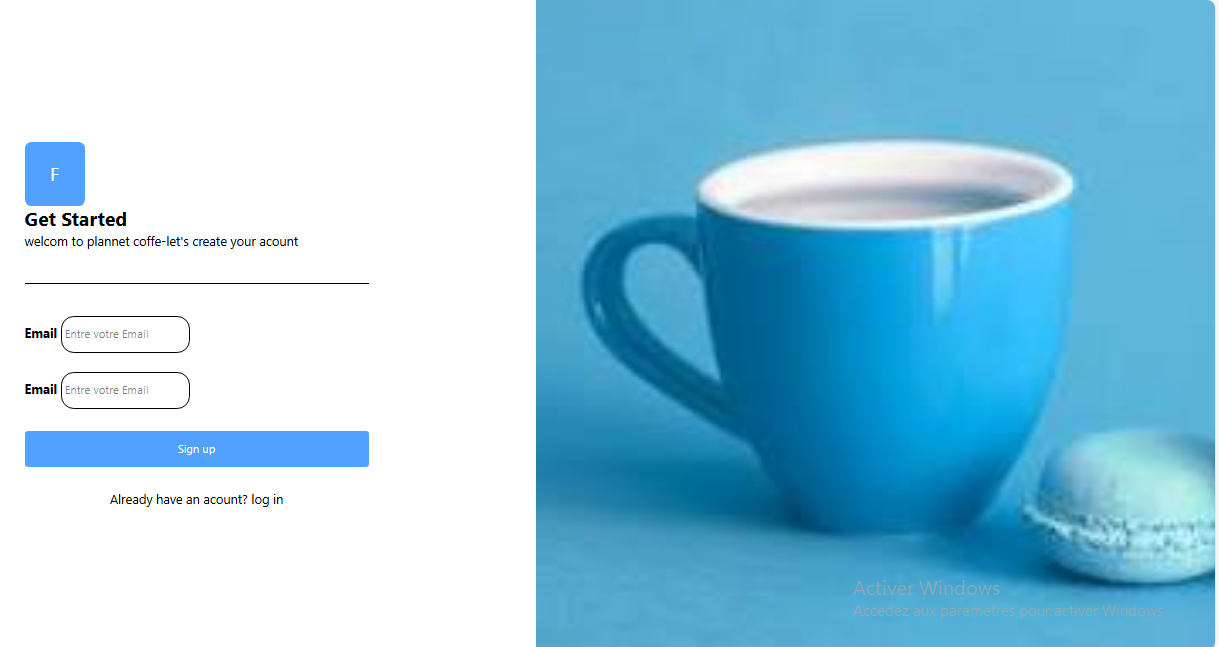 F
Get Started
welcom to plannet coffe-let's create your acount
Email Entre votre Email
Email Entre votre Email
Sign up
Already have an acount? log in
Activer Windows
Accédez aux paramètres pour activer Windows.